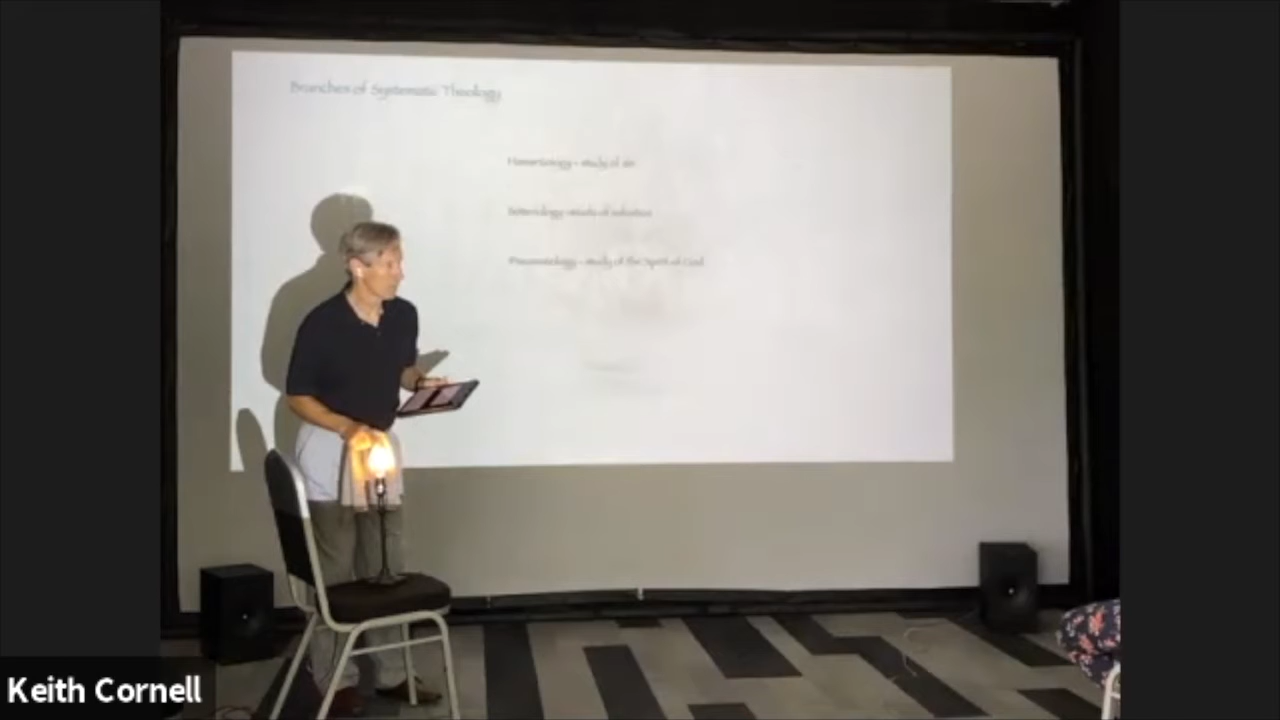 Branches of Systematic Theology
Hamartiology - study of sin
Soteriology - study of salvation
Pneumatology - study of the Spirit of God
Keith Cornell